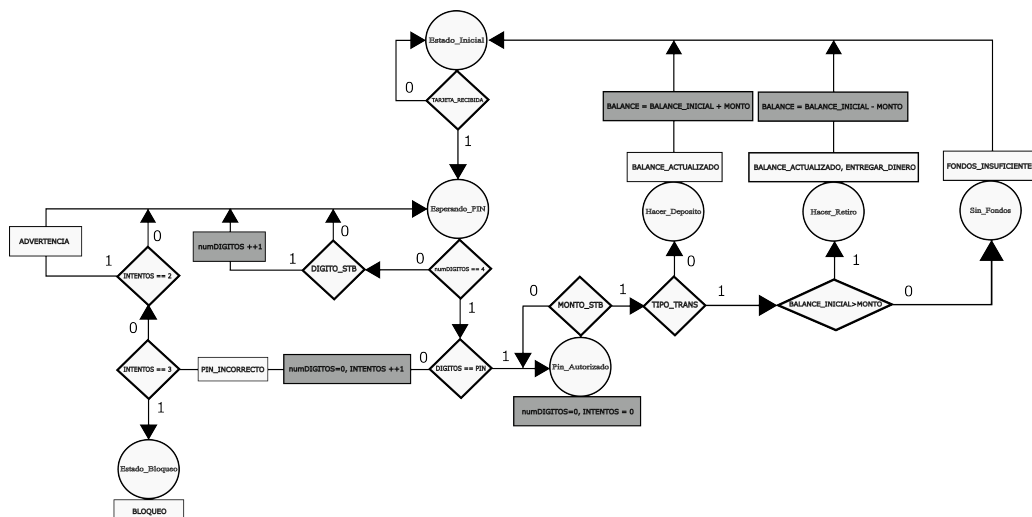 Estado_Inicial
0
TARJETA_RECIBIDA
1
BALANCE = BALANCE_INICIAL + MONTO
BALANCE = BALANCE_INICIAL - MONTO
BALANCE_ACTUALIZADO
BALANCE_ACTUALIZADO, ENTREGAR_DINERO
FONDOS_INSUFICIENTE
Esperando_PIN
Hacer_Deposito
Hacer_Retiro
Sin_Fondos
ADVERTENCIA
numDIGITOS ++1
0
0
1
INTENTOS == 2
1
DIGITO_STB
0
numDIGITOS == 4
0
1
0
1
0
MONTO_STB
1
TIPO_TRANS
1
BALANCE_INICIAL>MONTO
0
0
INTENTOS == 3
PIN_INCORRECTO
numDIGITOS=0, INTENTOS ++1
0
DIGITOS == PIN
1
Pin_Autorizado
1
numDIGITOS=0, INTENTOS = 0
Estado_Bloqueo
BLOQUEO